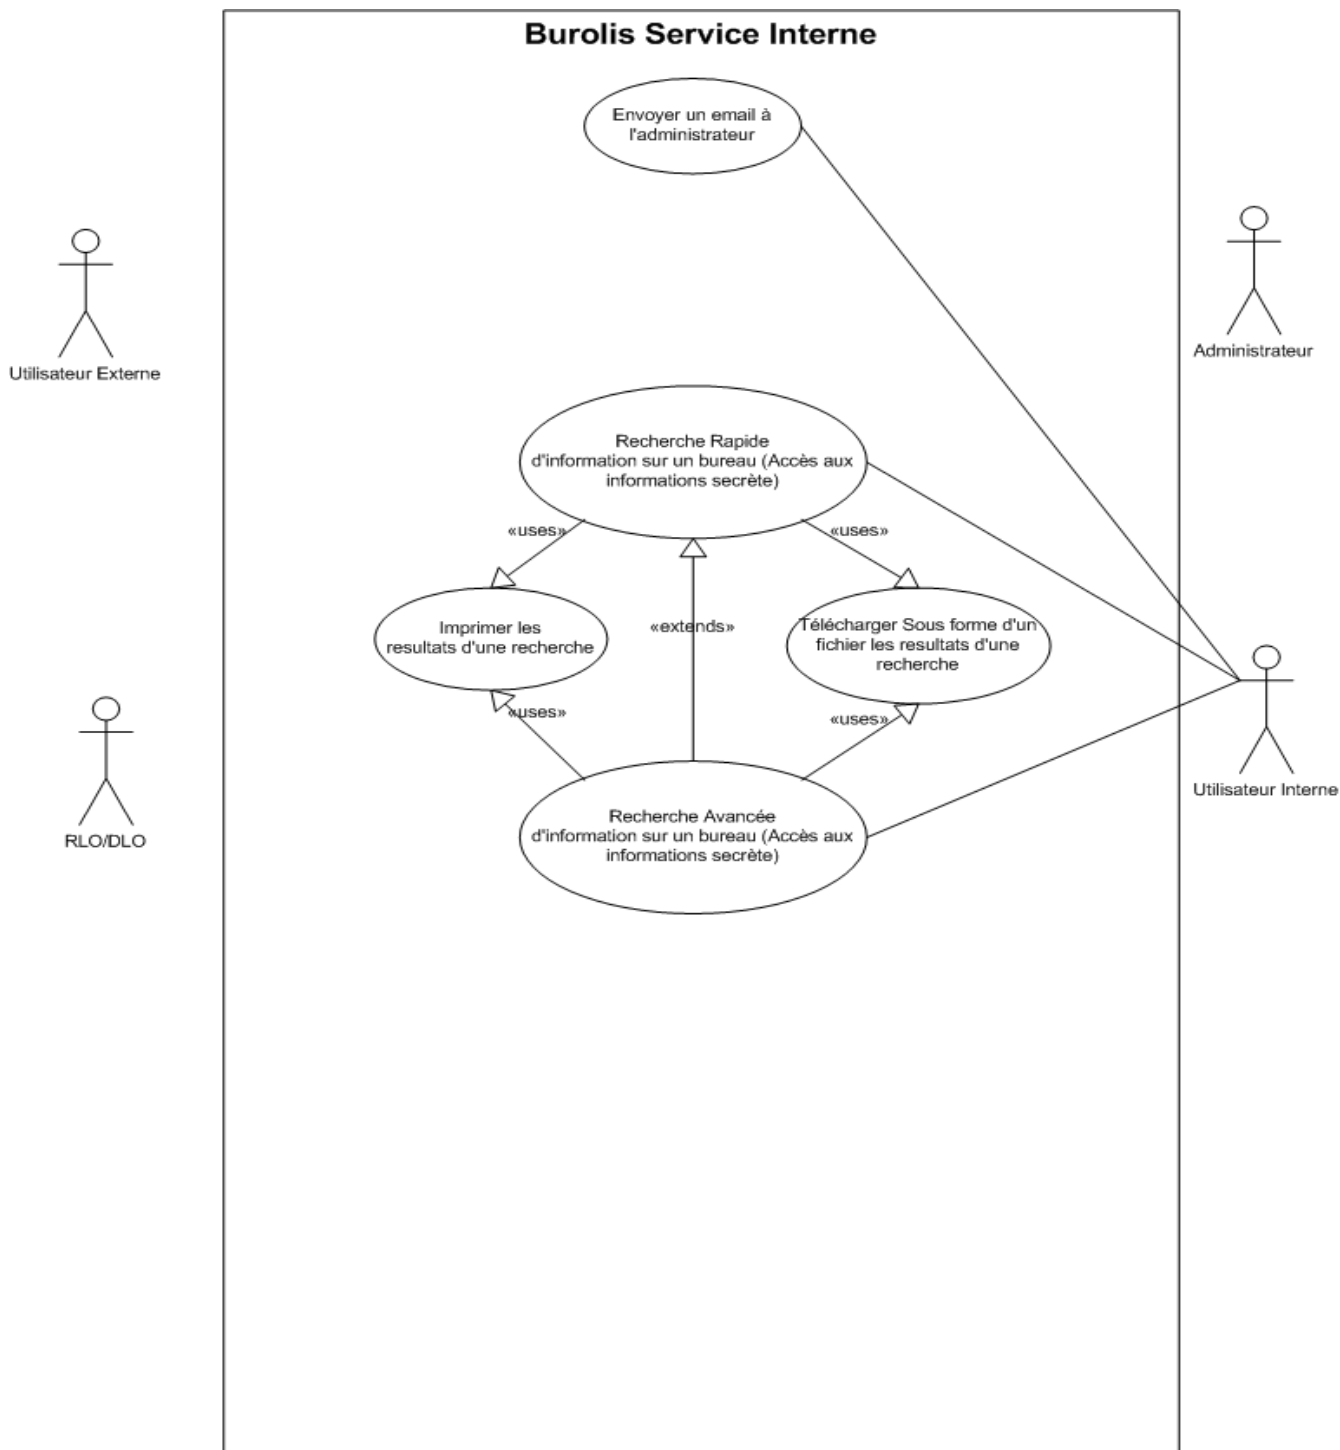 Burolis Service Interne
Envoyer un email à
l'administrateur
Utilisateur Externe
Administrateur
Recherche Rapide
d'information sur un bureau (Accès aux
informations secrète)
«uses»
«uses»
Imprimer les
resultats d'une recherche
«extends»
Télécharger Sous forme d'un
fichier les resultats d'une
recherche
«uses»
«uses»
Utilisateur Interne
RLO/DLO
Recherche Avancée
d'information sur un bureau (Accès aux
informations secrète)